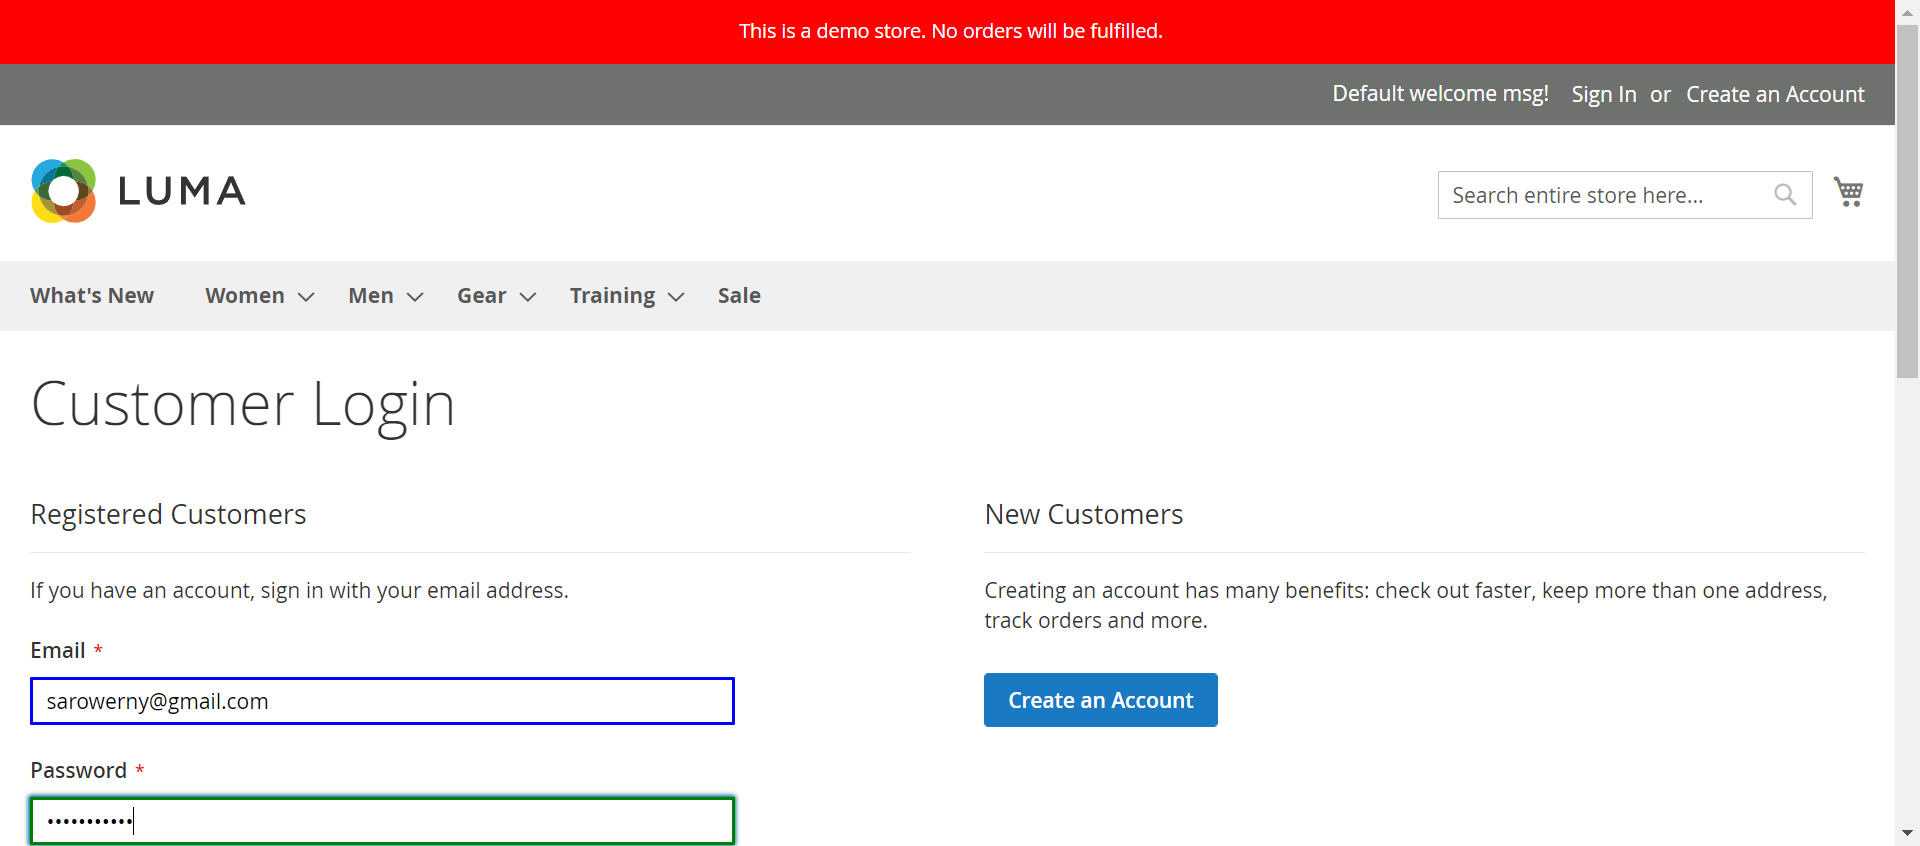 This is a demo store. No orders will be fulfilled.
Default welcome msg! Sign In or Create an Account
LUMA
Search entire store here...
What's New Women Men Gear Training Sale
Customer Login
Registered Customers
If you have an account, sign in with your email address.
Email *
sarowerny@gmail.com
Password *
•••••••••••
New Customers
Creating an account has many benefits: check out faster, keep more than one address,
track orders and more.
Create an Account